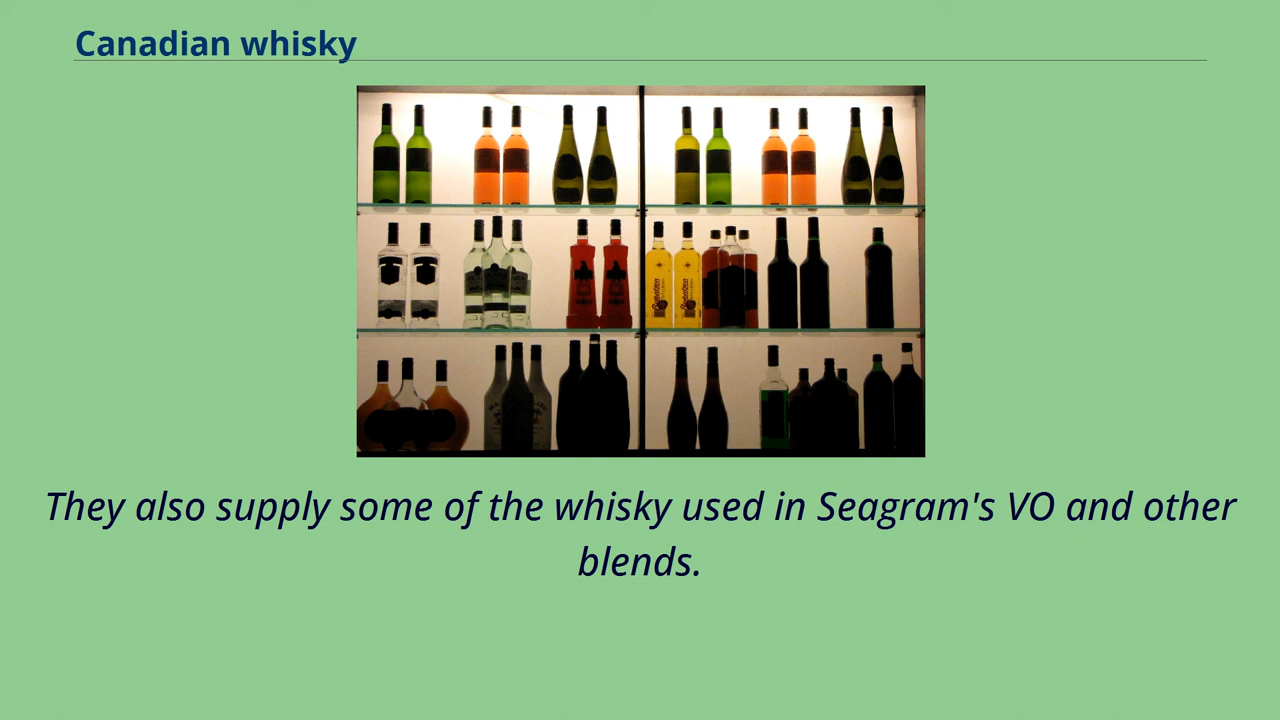 Canadian whisky
They also supply some of the whisky used in Seagram's VO and other
blends.